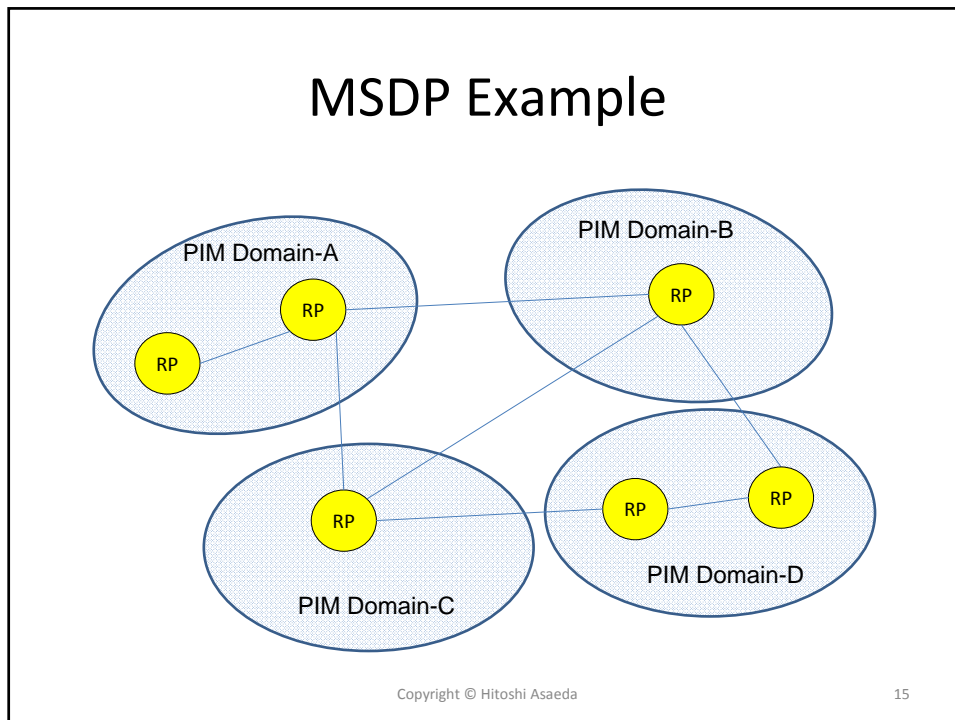 MSDP Example
PIM Domain-A
PIM Domain-B
RP
RP
RP
RP
RP
RP
PIM Domain-D
PIM Domain-C
Copyright © Hitoshi Asaeda
15